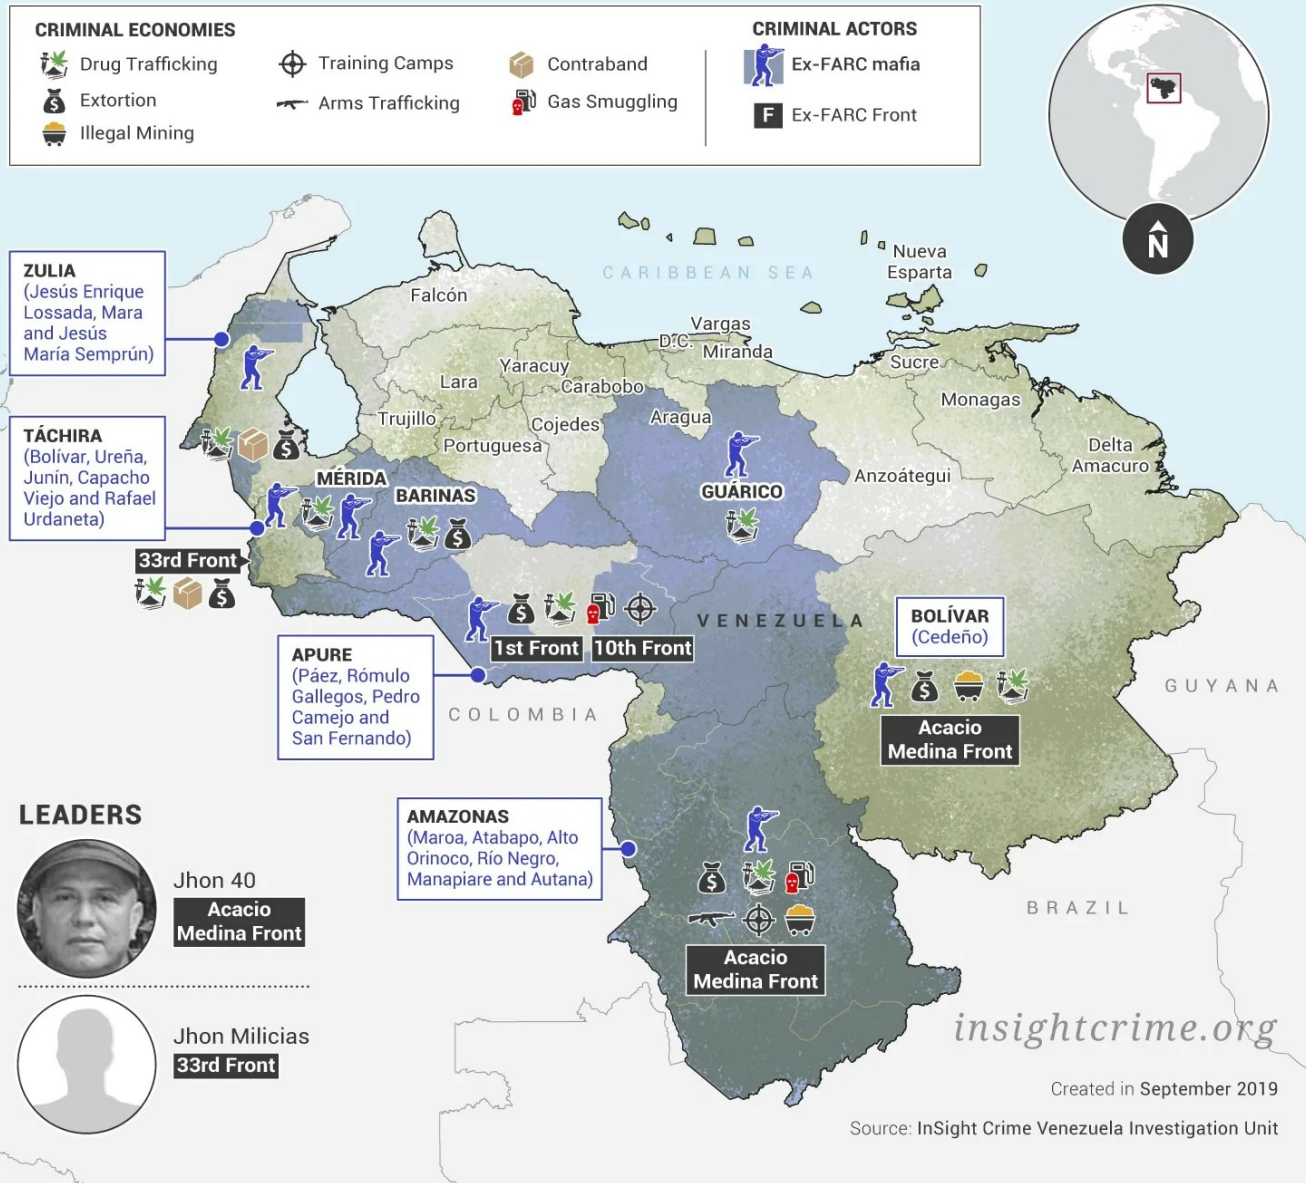 CRIMINAL ECONOMIES
Drug Trafficking
Extortion
Illegal Mining
Training Camps
Arms Trafficking
Contraband
Gas Smuggling
CRIMINAL ACTORS
Ex-FARC mafia
F
Ex-FARC Front
N
ZULIA
(Jesús Enrique
Lossada, Mara
and Jesús
María Semprún)
TÁCHIRA
(Bolívar, Ureña,
Junín, Capacho
Viejo and Rafael
Urdaneta)
33rd Front
CARIBBEAN SEA
Nueva
Esparta
Falcón
Vargas
D.C.
Miranda
Sucre
Yaracuy
Lara
Carabobo
Monagas
Trujillo
Aragua
Cojedes
Portuguesa
Delta
Amacuro
Anzoátegui
MÉRIDA
BARINAS
GUÁRICO
VENEZUELA
1st Front
10th Front
BOLÍVAR
(Cedeño)
Acacio
Medina Front
GUYANA
APURE
(Páez, Rómulo
Gallegos, Pedro
Camejo and
San Fernando)
COLOMBIA
AMAZONAS
(Maroa, Atabapo, Alto
Orinoco, Río Negro,
Manapiare and Autana)
Acacio
Medina Front
BRAZIL
LEADERS
Jhon 40
Acacio
Medina Front
Jhon Milicias
33rd Front
insightcrime.org
Created in September 2019
Source: InSight Crime Venezuela Investigation Unit